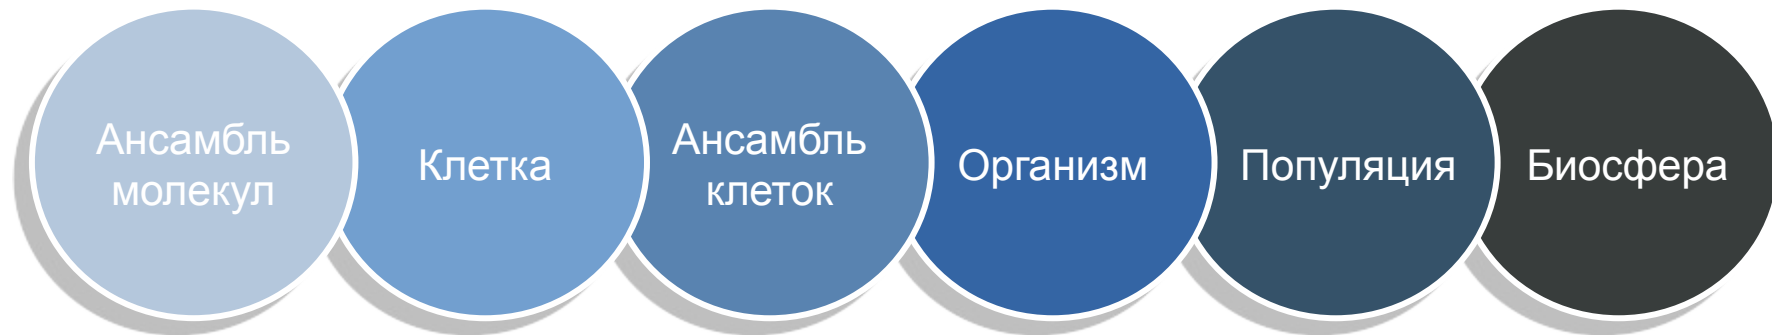 Ансамбль
молекул
Клетка
Ансамбль
клеток
Организм
Популяция
Биосфера